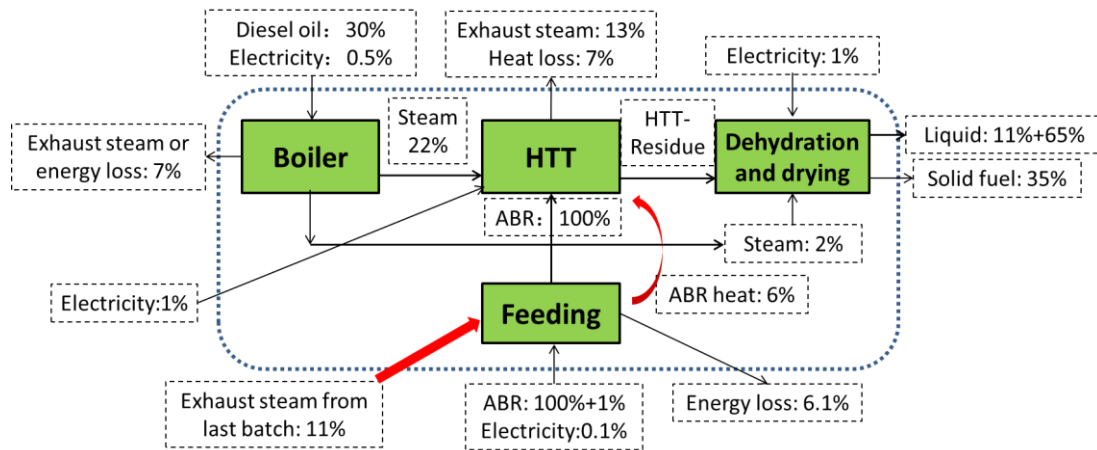 Diesel oil： 30%
Electricity： 0.5%
Exhaust steam: 13%
Heat loss: 7%
Electricity: 1%
Exhaust steam or
energy loss: 7%
Boiler
Steam
22%
HTT
HTT-
Residue
Dehydration
and drying
Liquid: 11%+65%
Solid fuel: 35%
ABR： 100%
Steam: 2%
Electricity:1%
Feeding
ABR heat: 6%
Exhaust steam from
last batch: 11%
ABR: 100%+1%
Electricity:0.1%
Energy loss: 6.1%